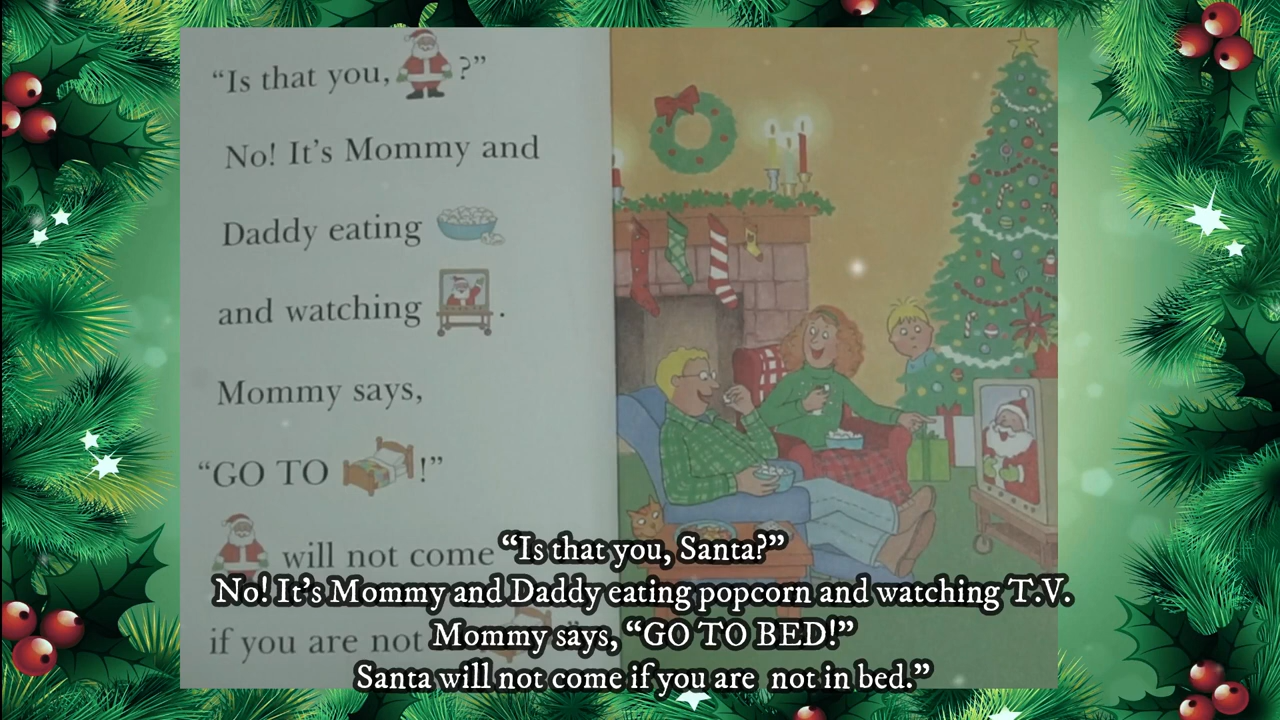 “Is that you, ?”
No! It’s Mommy and
Daddy eating
and watching .
Mommy says,
“GO TO !”
will not come
if you are not
“Is that you, Santa?”
No! It’s Mommy and Daddy eating popcorn and watching T.V.
Mommy says, “GO TO BED!”
Santa will not come if you are not in bed.”